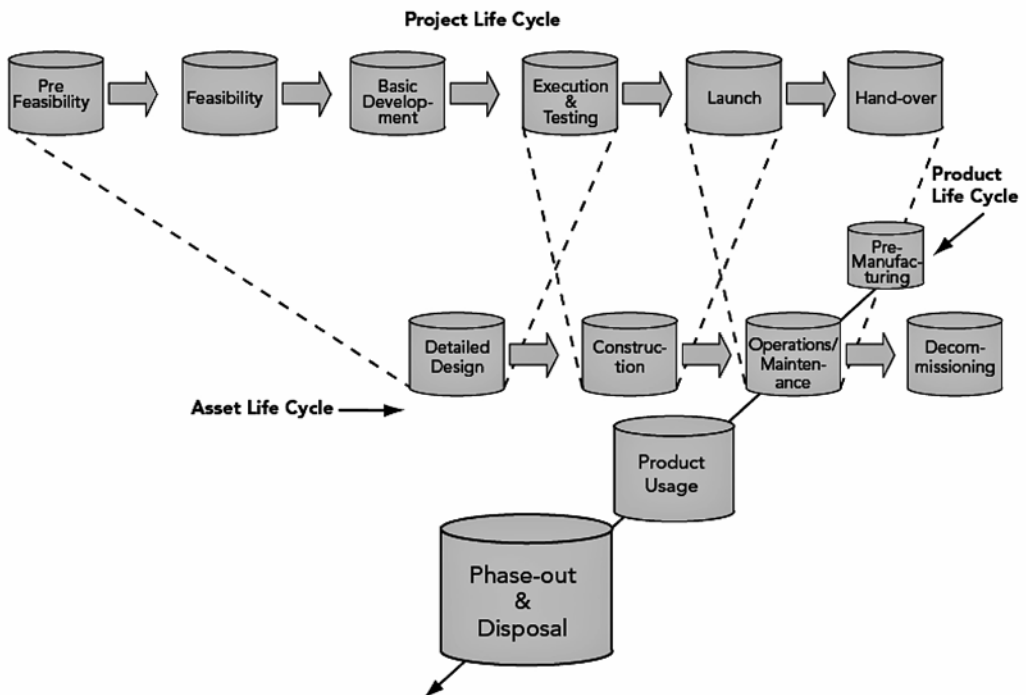 Project Life Cycle
Pre
Feasibility
Feasibility
Basic
Develop-
ment
Execution
&
Testing
Launch
Hand-over
Product
Life Cycle
Pre-
Manufac-
turing
Detailed
Design
Construc-
tion
Operations/
Mainten-
ance
Decom-
missioning
Asset Life Cycle
Product
Usage
Phase-out
&
Disposal